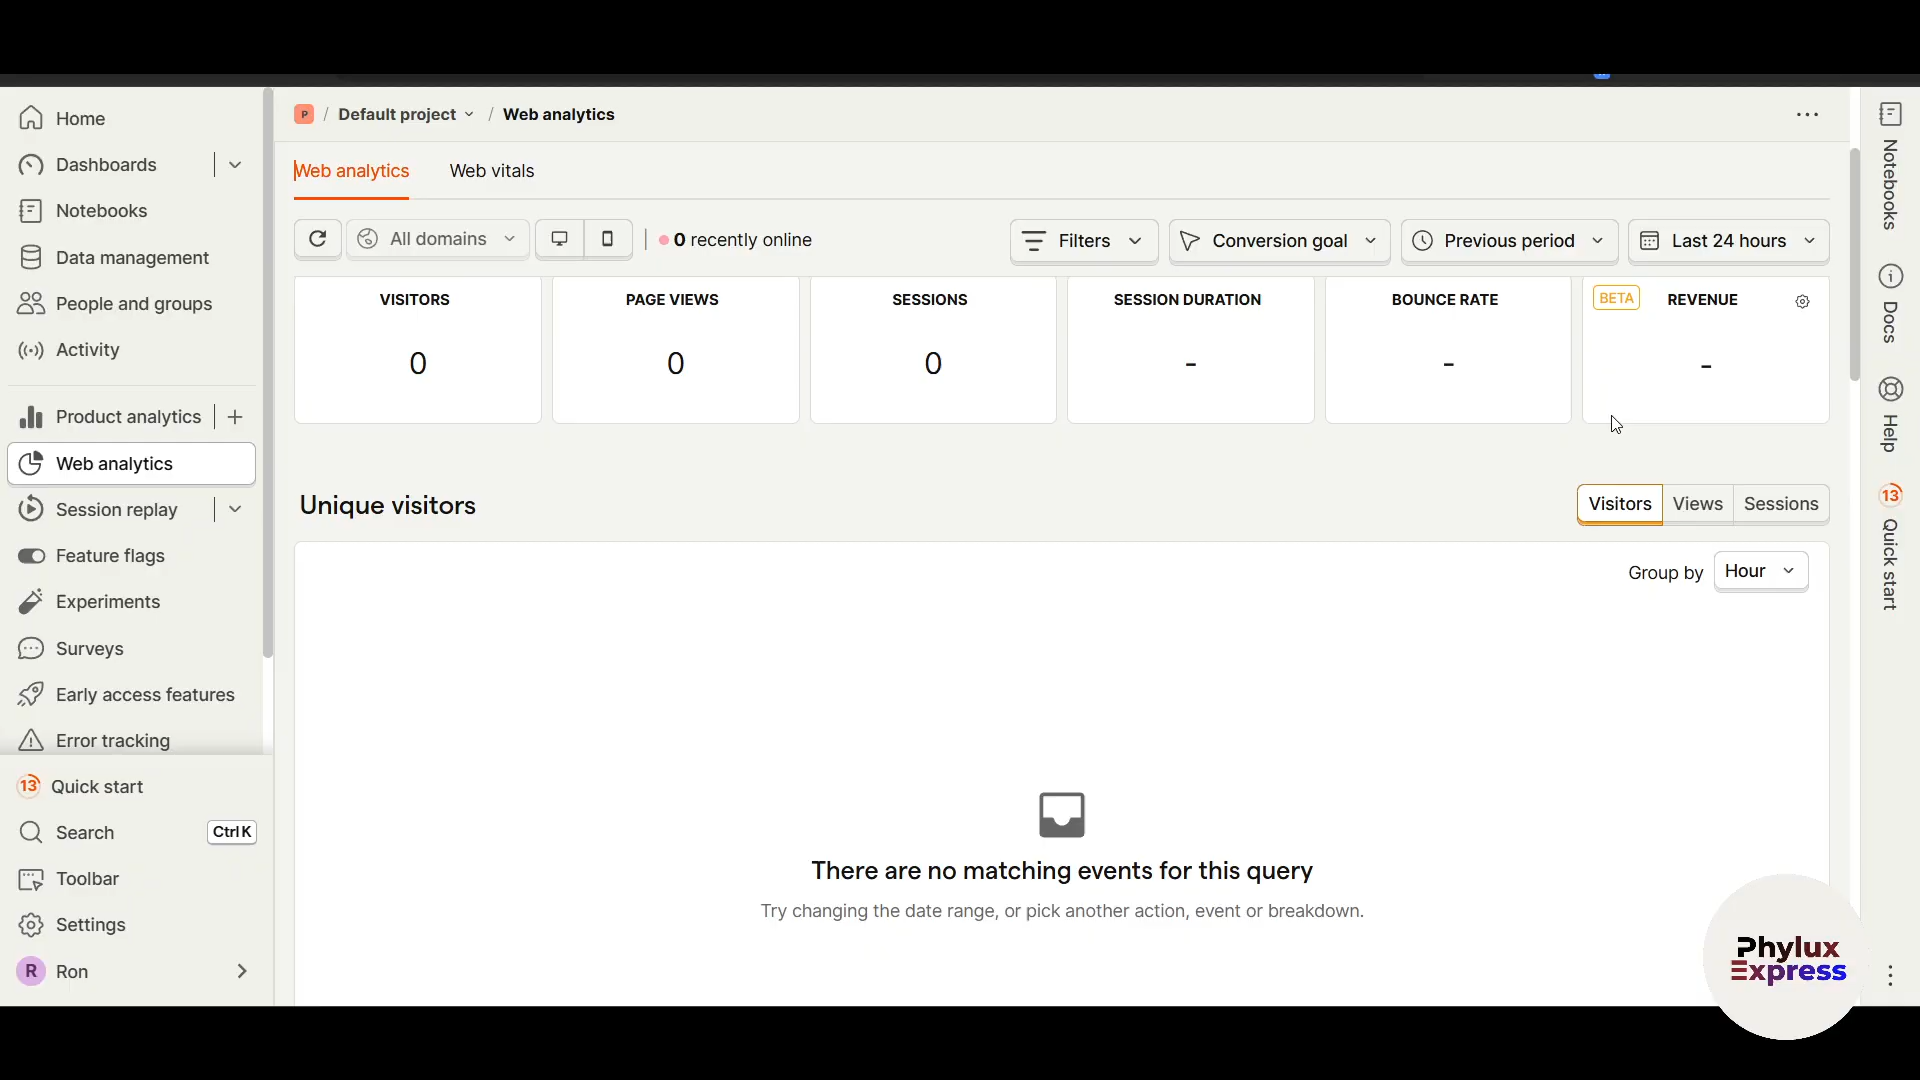 Home
Dashboards
Notebooks
Data management
People and groups
Activity
Product analytics
Web analytics
Session replay
Feature flags
Experiments
Surveys
Early access features
Error tracking
13 Quick start
Search Ctrl K
Toolbar
Settings
R Ron
P / Default project / Web analytics
Web analytics Web vitals
All domains 0 recently online Filters Conversion goal Previous period Last 24 hours
VISITORS PAGE VIEWS SESSIONS SESSION DURATION BOUNCE RATE BETA REVENUE
0 0 0 - - -
Unique visitors Visitors Views Sessions
Group by Hour
There are no matching events for this query
Try changing the date range, or pick another action, event or breakdown.
Notebooks
Docs
Help
13 Quick start
Phylux
Express